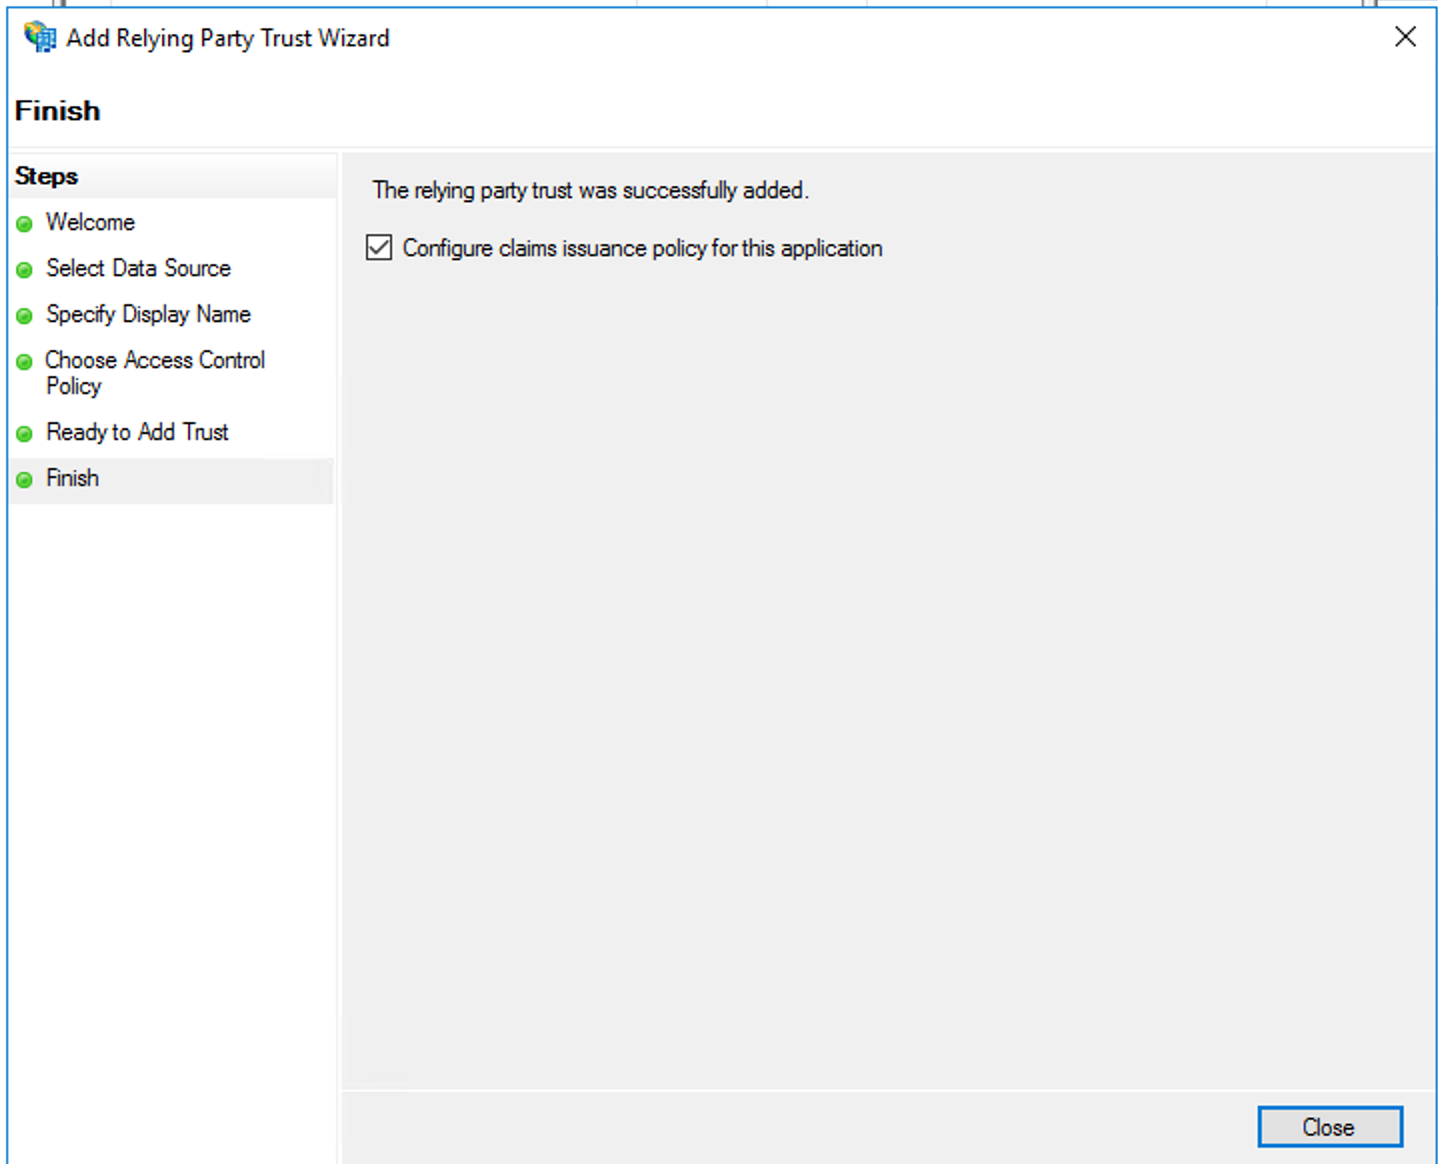 Add Relying Party Trust Wizard
Finish
Steps
Welcome
Select Data Source
Specify Display Name
Choose Access Control
Policy
Ready to Add Trust
Finish
The relying party trust was successfully added.
Configure claims issuance policy for this application
Close